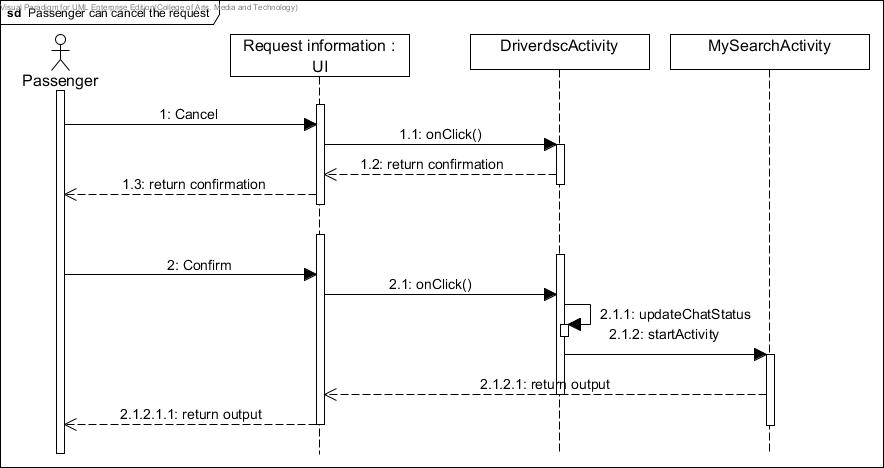 Visual Paradigm for UML Enterprise Edition(College of Arts, Media and Technology)
sd Passenger can cancel the request
Request information :
UI
DriverdscActivity
MySearchActivity
Passenger
1: Cancel
1.1: onClick()
1.2: return confirmation
1.3: return confirmation
2: Confirm
2.1: onClick()
2.1.1: updateChatStatus
2.1.2: startActivity
2.1.2.1: return output
2.1.2.1.1: return output